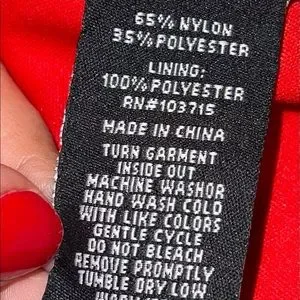 65% NYLON
35% POLYESTER
LINING:
100% POLYESTER
RN#103715
MADE IN CHINA
TURN GARMENT
INSIDE OUT
MACHINE WASHOR
HAND WASH COLD
WITH LIKE COLORS
GENTLE CYCLE
DO NOT BLEACH
REMOVE PROMPTLY
TUMBLE DRY LOW